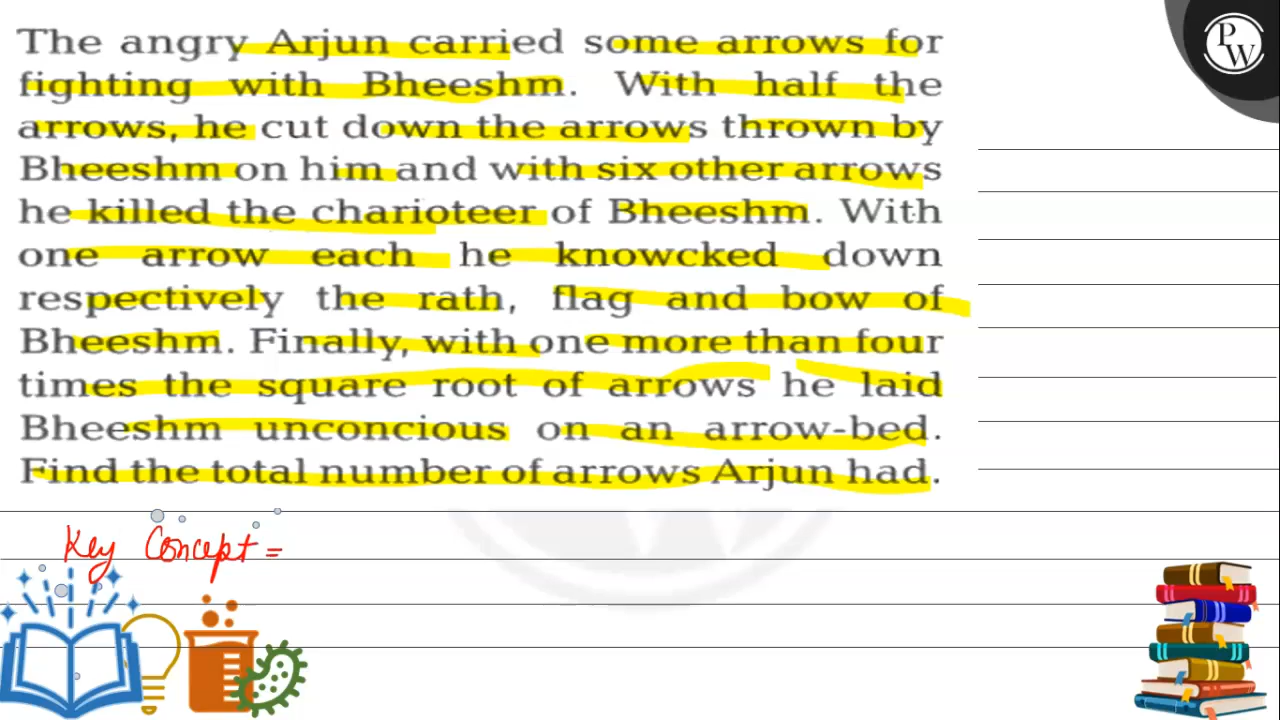 The angry Arjun carried some arrows for
fighting with Bheeshm. With half the
arrows, he cut down the arrows thrown by
Bheeshm on him and with six other arrows
he killed the charioteer of Bheeshm. With
one arrow each he knowcked down
respectively the rath, flag and bow of
Bheeshm. Finally, with one more than four
times the square root of arrows he laid
Bheeshm unconcious on an arrow-bed.
Find the total number of arrows Arjun had.
Key Concept =
PW